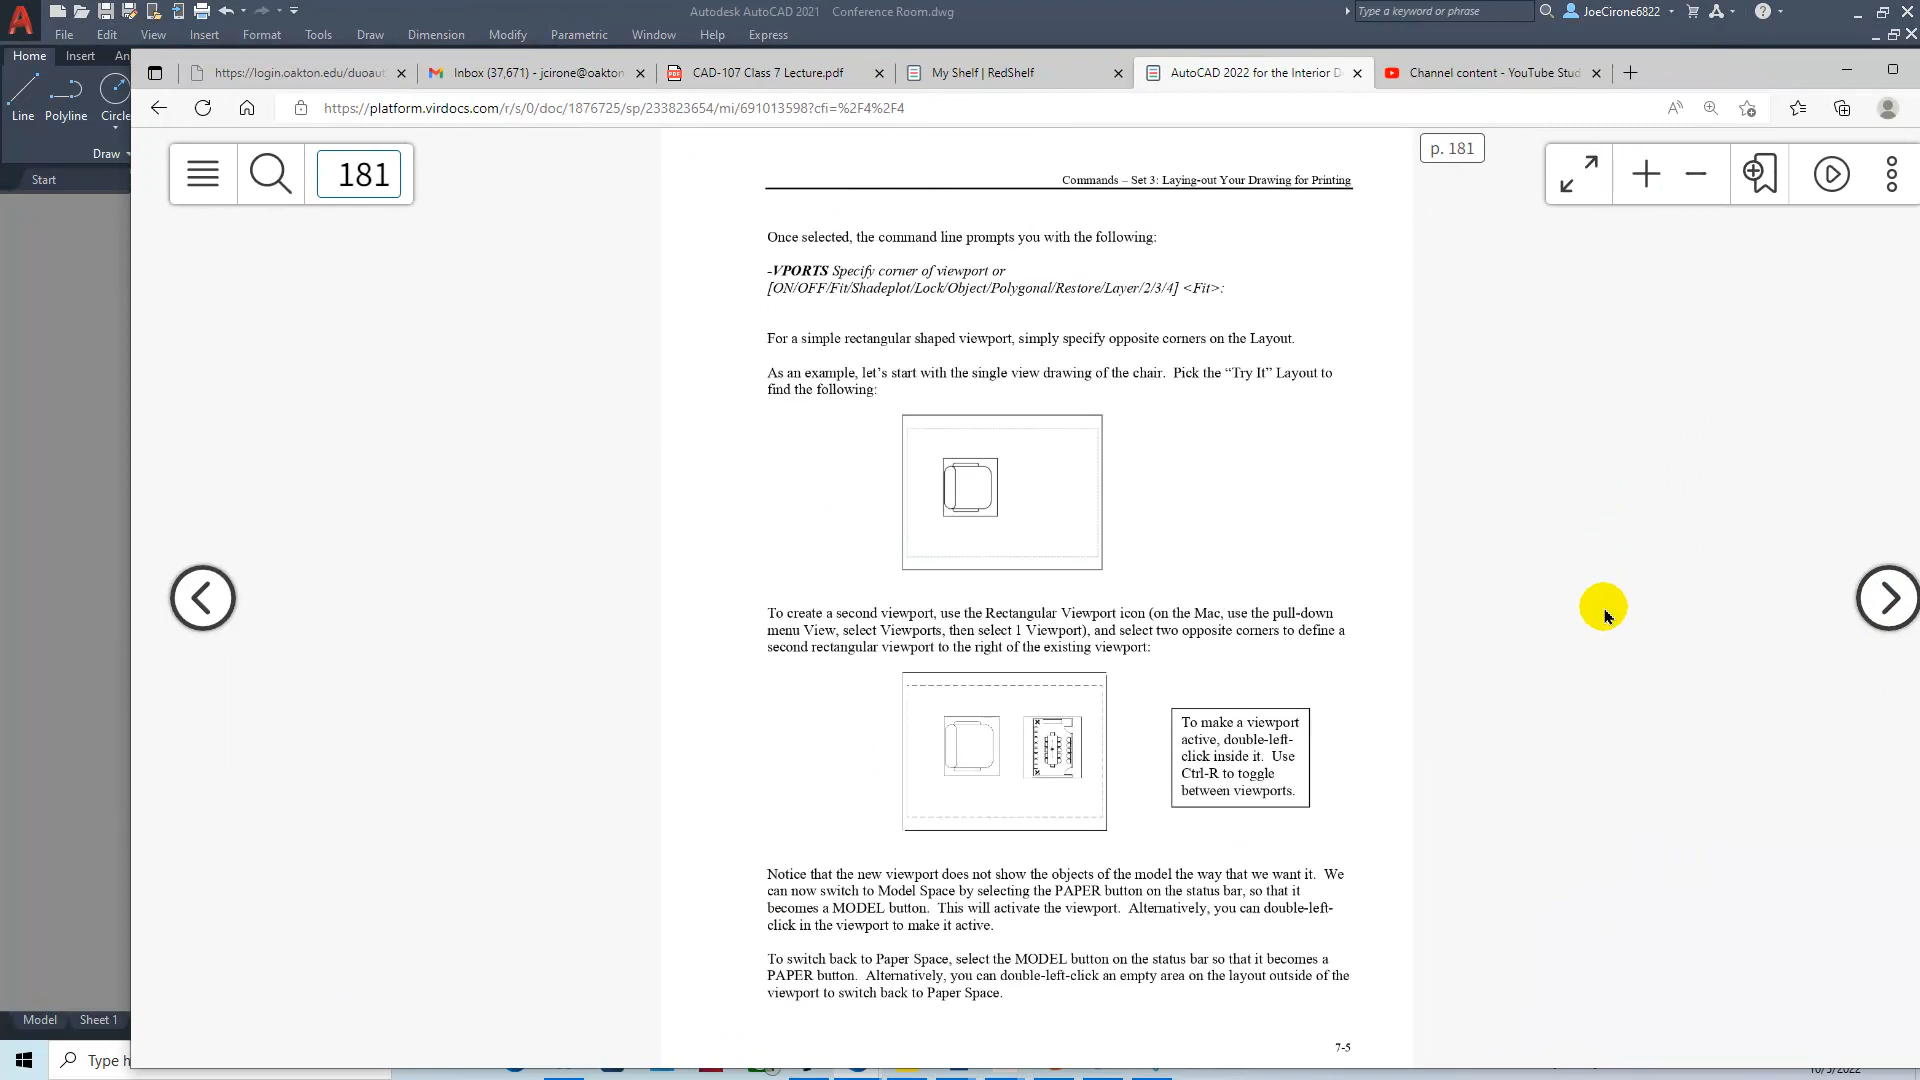 Autodesk AutoCAD 2021 Conference Room.dwg
Type a keyword or phrase
JoeCirone6822
File Edit View Insert Format Tools Draw Dimension Modify Parametric Window Help Express
Home Insert An
https://login.oakton.edu/duoaut
Inbox (37,671) - jcirone@oakton
CAD-107 Class 7 Lecture.pdf
My Shelf | RedShelf
AutoCAD 2022 for the Interior D
Channel content - YouTube Stud
https://platform.virdocs.com/r/s/0/doc/1876725/sp/233823654/mi/691013598?cfi=%2F4%2F4
Line Polyline Circle
Draw
Start
181
p. 181
Commands – Set 3: Laying-out Your Drawing for Printing
Once selected, the command line prompts you with the following:
-VPORTS Specify corner of viewport or
[ON/OFF/Fit/Shadeplot/Lock/Object/Polygonal/Restore/Layer/2/3/4] <Fit>:
For a simple rectangular shaped viewport, simply specify opposite corners on the Layout.
As an example, let’s start with the single view drawing of the chair. Pick the “Try It” Layout to
find the following:
To create a second viewport, use the Rectangular Viewport icon (on the Mac, use the pull-down
menu View, select Viewports, then select 1 Viewport), and select two opposite corners to define a
second rectangular viewport to the right of the existing viewport:
To make a viewport
active, double-left-
click inside it. Use
Ctrl-R to toggle
between viewports.
Notice that the new viewport does not show the objects of the model the way that we want it. We
can now switch to Model Space by selecting the PAPER button on the status bar, so that it
becomes a MODEL button. This will activate the viewport. Alternatively, you can double-left-
click in the viewport to make it active.
To switch back to Paper Space, select the MODEL button on the status bar so that it becomes a
PAPER button. Alternatively, you can double-left-click an empty area on the layout outside of the
viewport to switch back to Paper Space.
7-5
Model Sheet 1
Type h